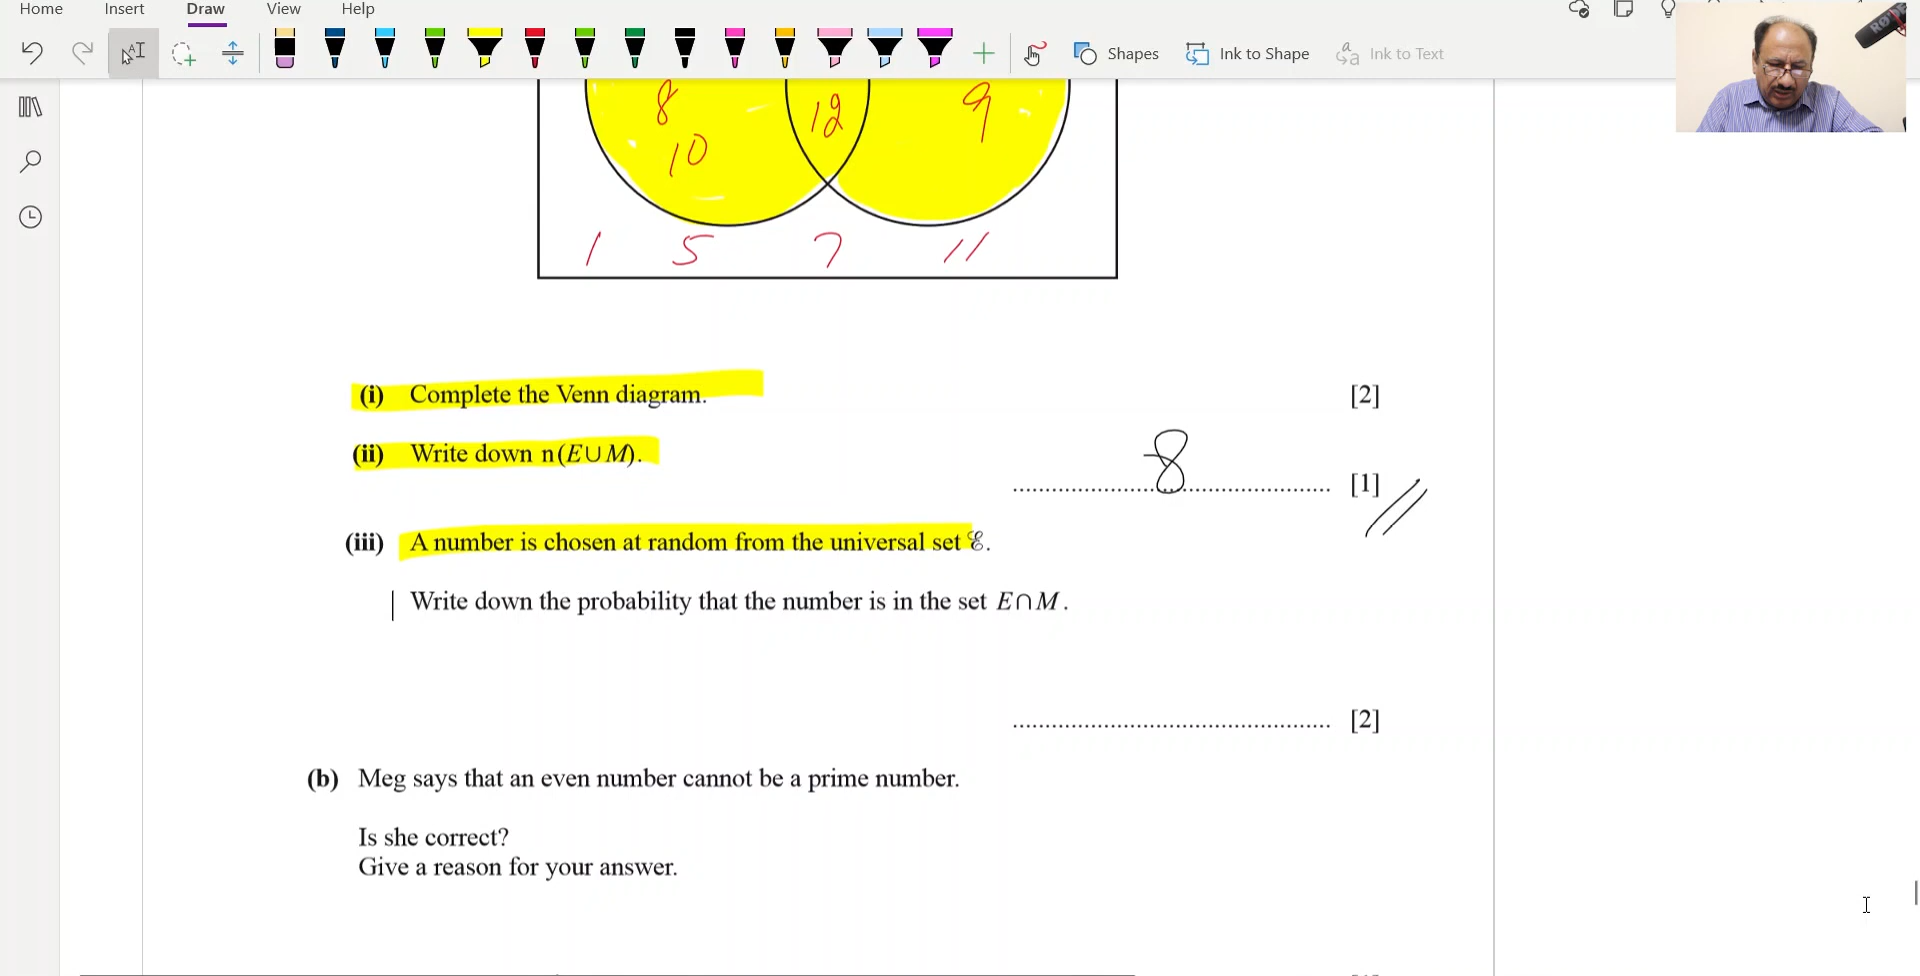 Home Insert Draw View Help
Shapes Ink to Shape Ink to Text
RODE
8 12 9
10
1 5 7 11
(i) Complete the Venn diagram. [2]
(ii) Write down n(E∪M).
8
........................................ [1]
(iii) A number is chosen at random from the universal set ℰ.
Write down the probability that the number is in the set E∩M.
........................................ [2]
(b) Meg says that an even number cannot be a prime number.
Is she correct?
Give a reason for your answer.